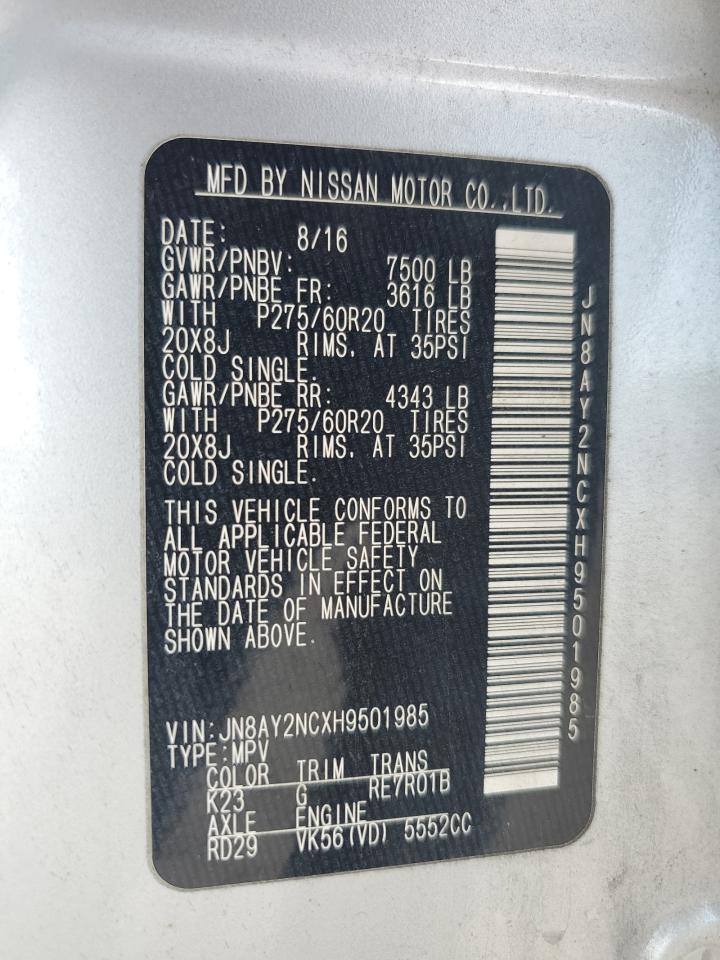 MFD BY NISSAN MOTOR CO.,LTD.
DATE: 8/16
GVWR/PNBV: 7500 LB
GAWR/PNBE FR: 3616 LB
WITH P275/60R20 TIRES
20X8J RIMS. AT 35PSI
COLD SINGLE.
GAWR/PNBE RR: 4343 LB
WITH P275/60R20 TIRES
20X8J RIMS. AT 35PSI
COLD SINGLE.
THIS VEHICLE CONFORMS TO
ALL APPLICABLE FEDERAL
MOTOR VEHICLE SAFETY
STANDARDS IN EFFECT ON
THE DATE OF MANUFACTURE
SHOWN ABOVE.
VIN:JN8AY2NCXH9501985
TYPE:MPV
COLOR TRIM TRANS
K23 G RE7R01B
AXLE ENGINE
RD29 VK56(VD) 5552CC
JN8AY2NCXH9501985